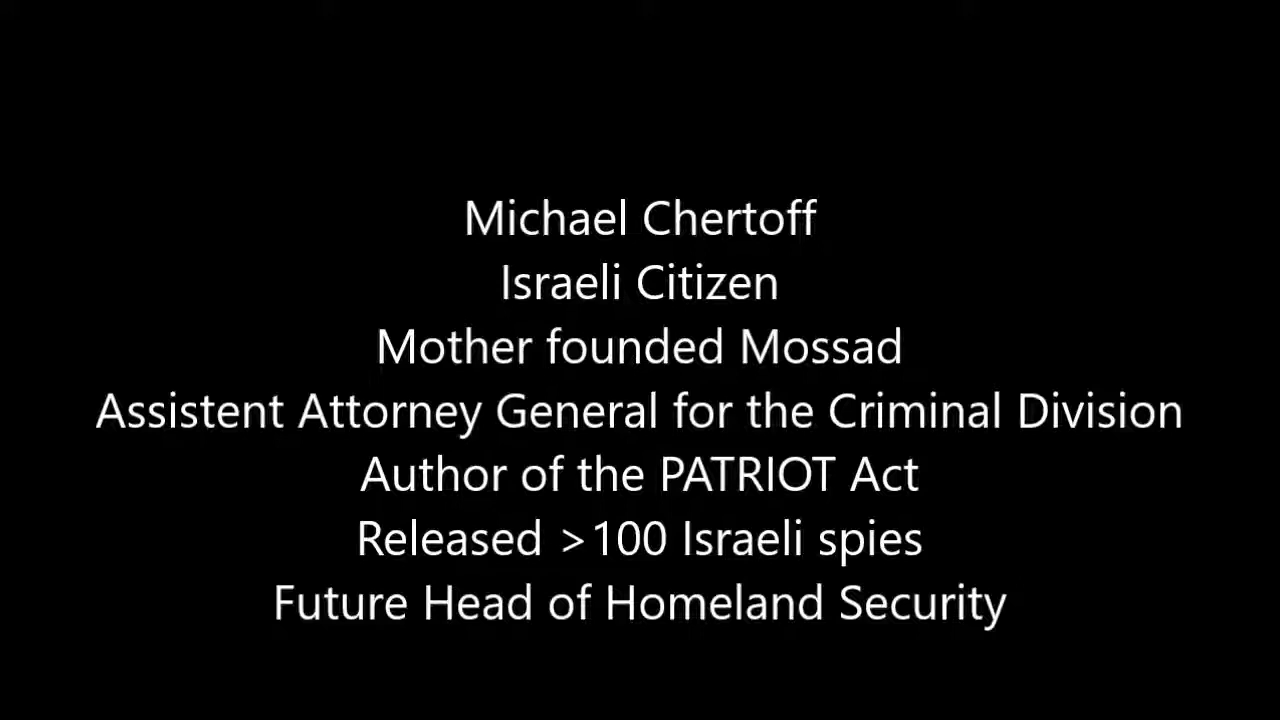 Michael Chertoff
Israeli Citizen
Mother founded Mossad
Assistent Attorney General for the Criminal Division
Author of the PATRIOT Act
Released >100 Israeli spies
Future Head of Homeland Security